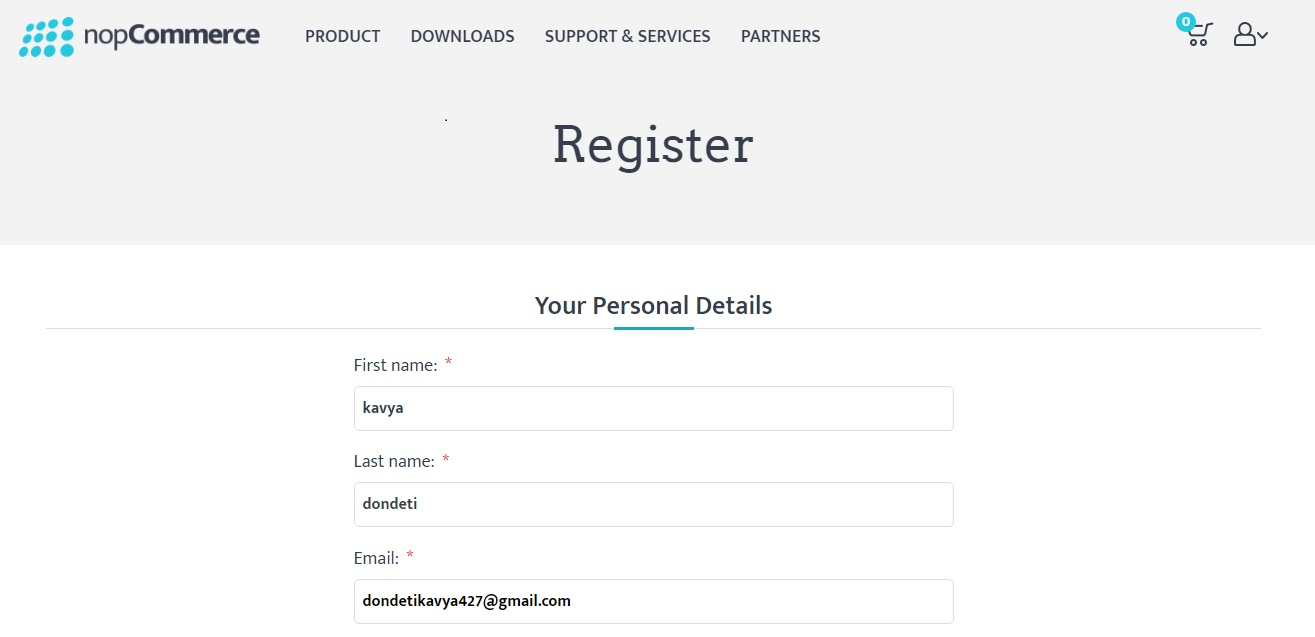 nopCommerce PRODUCT DOWNLOADS SUPPORT & SERVICES PARTNERS 0
.
Register
Your Personal Details
First name: *
kavya
Last name: *
dondeti
Email: *
dondetikavya427@gmail.com